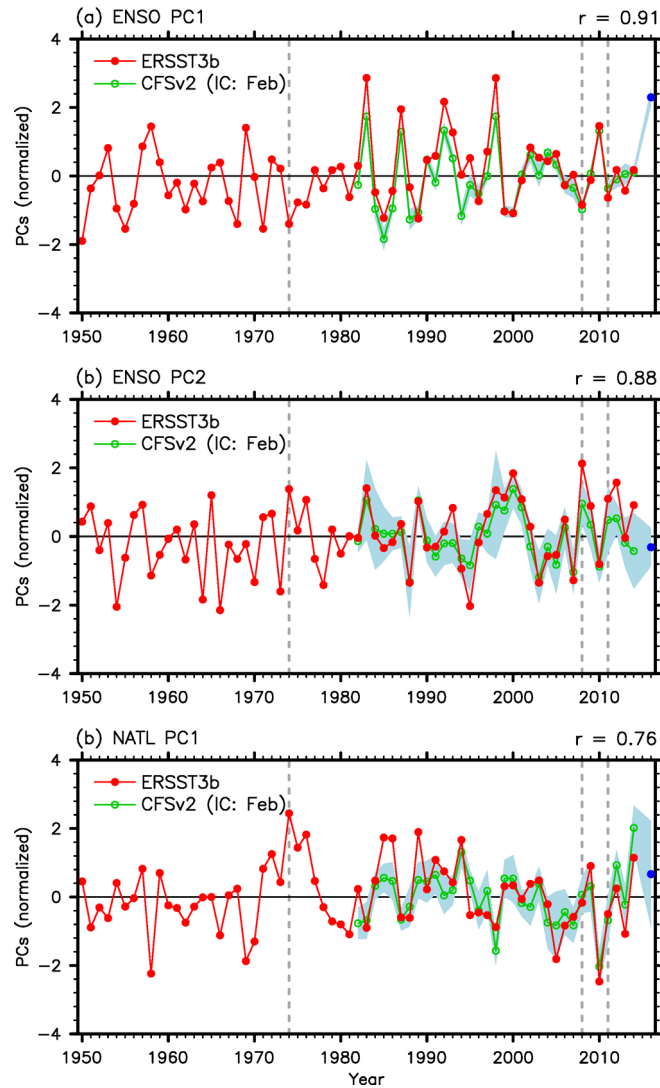 (a) ENSO PC1 r = 0.91
ERSST3b
CFSv2 (IC: Feb)
PCs (normalized)
4
2
0
−2
−4
1950 1960 1970 1980 1990 2000 2010
(b) ENSO PC2 r = 0.88
ERSST3b
CFSv2 (IC: Feb)
PCs (normalized)
4
2
0
−2
−4
1950 1960 1970 1980 1990 2000 2010
(b) NATL PC1 r = 0.76
ERSST3b
CFSv2 (IC: Feb)
PCs (normalized)
4
2
0
−2
−4
1950 1960 1970 1980 1990 2000 2010
Year